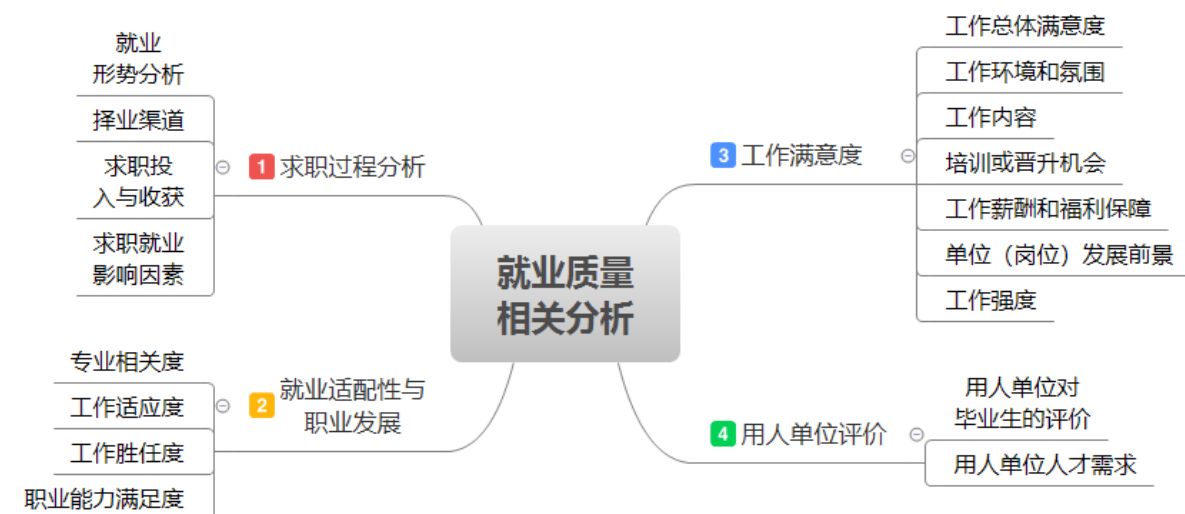 就业质量
相关分析
1 求职过程分析
就业
形势分析
择业渠道
求职投
入与收获
求职就业
影响因素
2 就业适配性与
职业发展
专业相关度
工作适应度
工作胜任度
职业能力满足度
3 工作满意度
工作总体满意度
工作环境和氛围
工作内容
培训或晋升机会
工作薪酬和福利保障
单位（岗位）发展前景
工作强度
4 用人单位评价
用人单位对
毕业生的评价
用人单位人才需求